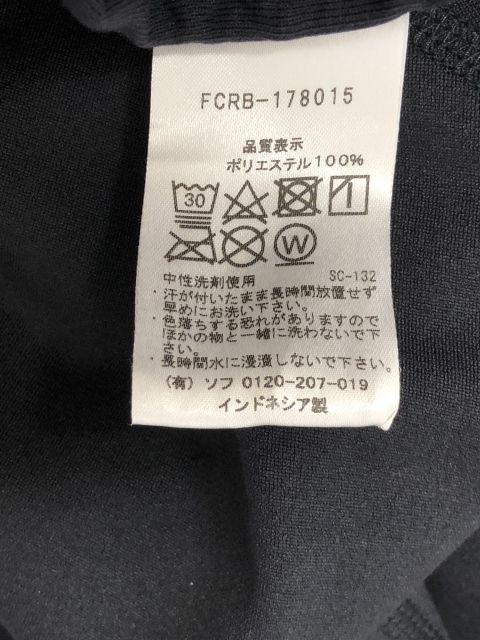 FCRB-178015
品質表示
ポリエステル100%
30
W
中性洗剤使用 SC-132
・汗が付いたまま長時間放置せず
早めにお洗い下さい。
・色落ちする恐れがありますので
ほかの物と一緒に洗わないで下
さい。
・長時間水に浸漬しないで下さい。
(有) ソフ 0120-207-019
インドネシア製